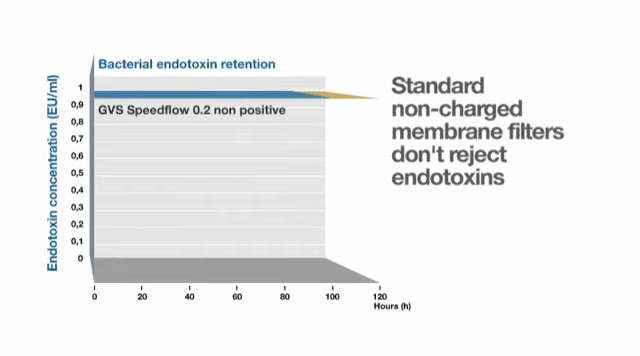 Bacterial endotoxin retention
GVS Speedflow 0.2 non positive
Endotoxin concentration (EU/ml)
1
0,9
0,8
0,7
0,6
0,5
0,4
0,3
0,2
0,1
0
0 20 40 60 80 100 120
Hours (h)
Standard
non-charged
membrane filters
don't reject
endotoxins